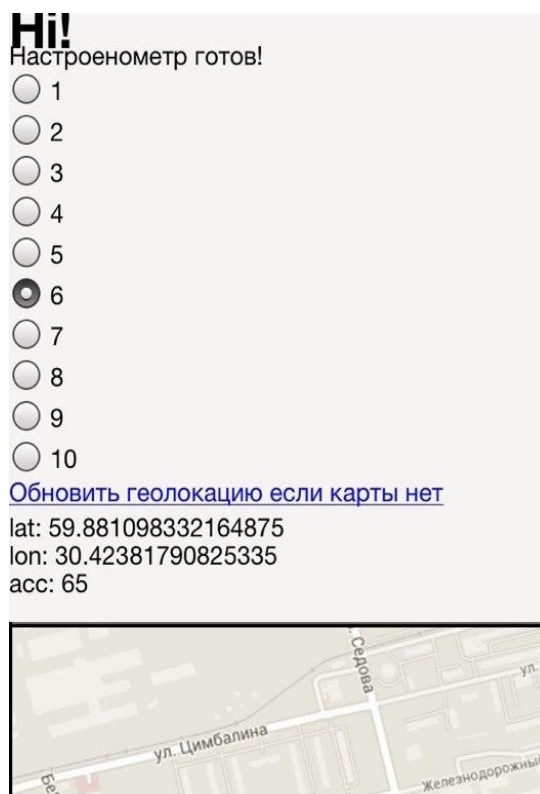 Hi!
Настроенометр готов!
1
2
3
4
5
6
7
8
9
10
Обновить геолокацию если карты нет
lat: 59.881098332164875
lon: 30.42381790825335
acc: 65
Седова
ул.
ул. Цимбалина
Железнодорожный